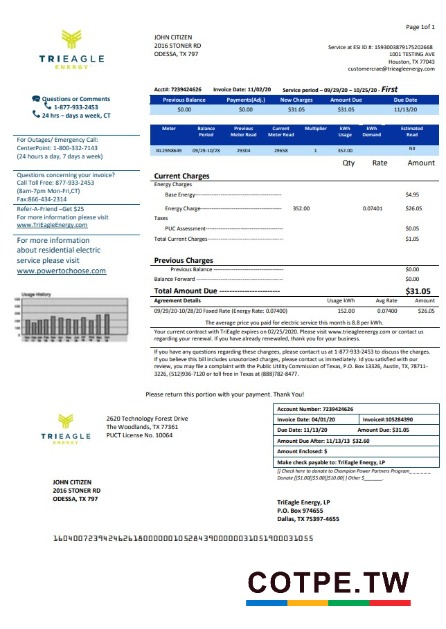 Page 1of 1
TRIEAGLE
ENERGY
JOHN CITIZEN
2016 STONER RD
ODESSA, TX 797
Service at ESI ID #: 1593003879175202668
1001 TESTING AVE
Houston, TX 77043
customercrae@trieagleenergy.com
Acct#: 7239424626 Invoice Date: 11/02/20 Service period – 09/29/20 – 10/25/20 - First
Questions or Comments
1-877-933-2453
24 hrs – days a week, CT
Previous Balance Payments(Adj.) New Charges Amount Due Due Date
$0.00 $0.00 $31.05 $31.05 11/13/20
For Outages/ Emergency Call:
CenterPoint: 1-800-332-7143
(24 hours a day, 7 days a week)
Meter Balance Period Previous Meter Read Current Meter Read Multiplier kWh Usage kWh Demand Estimated Read
09/29-10/28 29304 29658 1 352.00 NB
Qty Rate Amount
Questions concerning your invoice?
Call Toll Free: 877-933-2453
(8am-7pm Mon-Fri,CT)
Fax:866-434-2314
Refer-A-Friend –Get $25
For more information please visit
www.TriEagleEnergy.com
For more information
about residential electric
service please visit
www.powertochoose.com
Usage History
Current Charges
Energy Charges
Base Energy $4.95
Energy Charge 352.00 0.07401 $26.05
Taxes
PUC Assessment $0.05
Total Current Charges $1.05
Previous Charges
Previous Balance $0.00
Balance Forward $0.00
Total Amount Due $31.05
Agreement Details Usage kWh Avg Rate Amount
09/29/20-10/28/20 Fixed Rate (Energy Rate: 0.07400) 152.00 0.07400 $26.05
The average price you paid for electric service this month is 8.8 per kWh.
Your current contract with TriEagle expires on 02/25/2020. Please visit www.trieagleenergy.com or contact us
regarding your renewal. If you have already renewed, thank you for your business.
If you have any questions regarding these charges, please contact us at 1-877-933-2453 to discuss the charges.
If you believe this bill includes unauthorised charges, please contact us. Id you satisfied with our
review, you may file a complaint with the Public Utility Commission of Texas, P.O. Box 13326, Austin, TX, 78711-
3326, (512)936-7120 or toll free in Texas at (888)782-8477.
Please return this portion with your payment. Thank You!
TRIEAGLE
ENERGY
2620 Technology Forest Drive
The Woodlands, TX 77361
PUCT License No. 10064
Account Number: 7239424626
Invoice Date: 04/01/20 Invoice#:105284390
Due Date: 11/13/20 Amount Due: $31.05
Amount Due After: 11/13/13 $32.60
Amount Enclosed: $
Make check payable to: TriEagle Energy, LP
[] Check here to donate to Champion Power Partners Program
Donate [] $1.00 [] $5.00 [] $10.00 [] Other $
JOHN CITIZEN
2016 STONER RD
ODESSA, TX 797
TriEagle Energy, LP
P.O. Box 974655
Dallas, TX 75397-4655
COTPE.TW